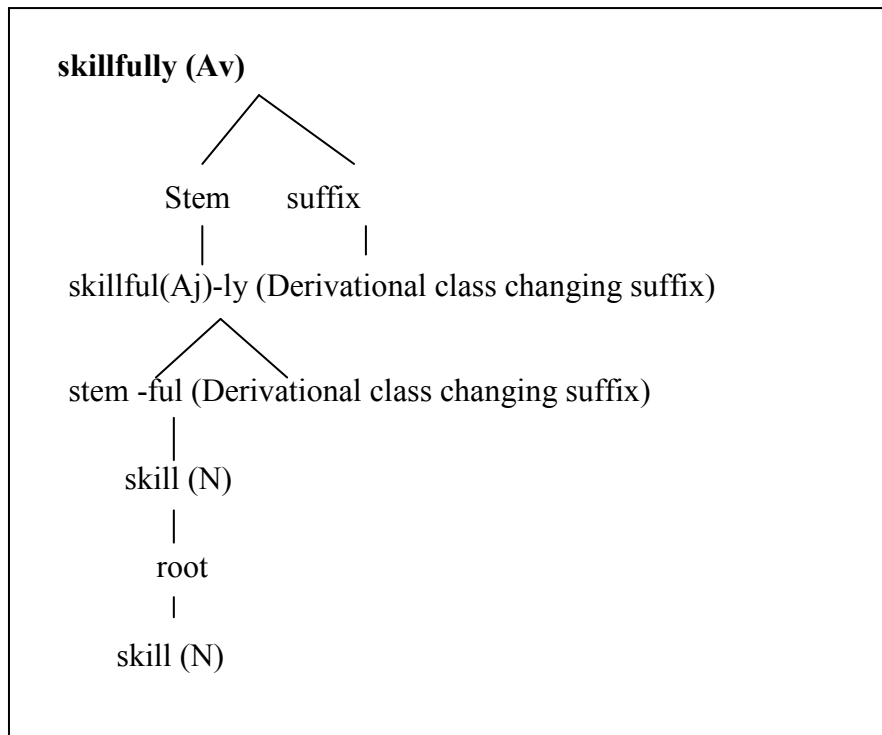 skillfully (Av)
Stem suffix
skillful(Aj)-ly (Derivational class changing suffix)
stem -ful (Derivational class changing suffix)
skill (N)
root
skill (N)